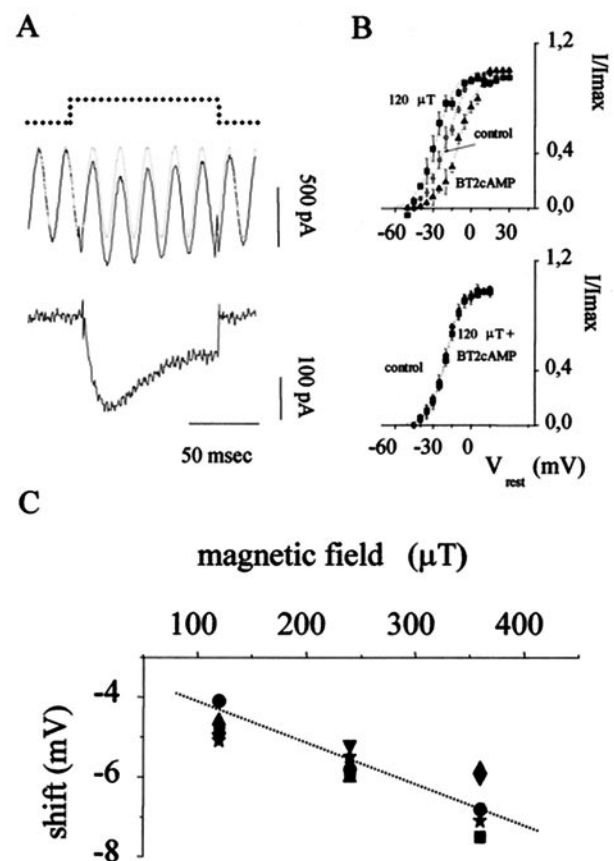 A
500 pA
100 pA
50 msec
B
I/Imax
1,2
0,4
0,0
120 µT
control
BT2cAMP
-60 -30 0 30
I/Imax
1,2
0,4
0,0
120 µT+
BT2cAMP
control
-60 -30 0
V rest (mV)
C
magnetic field (µT)
100 200 300 400
shift (mV)
-4
-6
-8